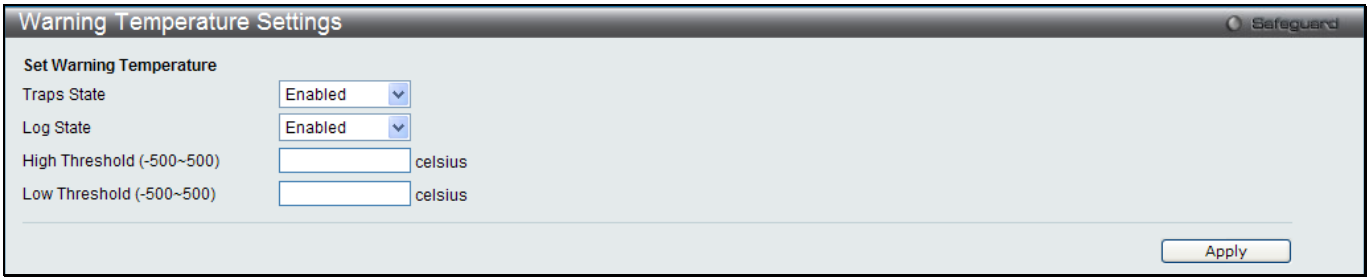 Warning Temperature Settings
Safeguard
Set Warning Temperature
Traps State Enabled
Log State Enabled
High Threshold (-500~500) celsius
Low Threshold (-500~500) celsius
Apply